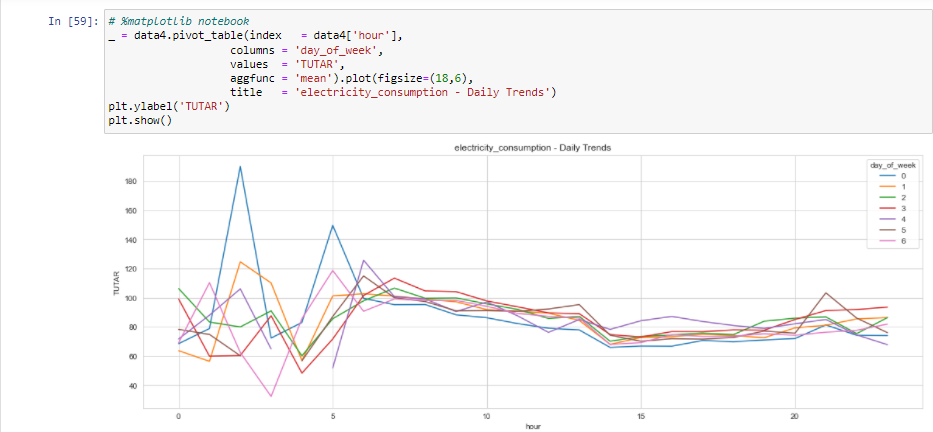 In [59]: # %matplotlib notebook
_ = data4.pivot_table(index   = data4['hour'],
                  columns = 'day_of_week',
                  values  = 'TUTAR',
                  aggfunc = 'mean').plot(figsize=(18,6),
                  title   = 'electricity_consumption - Daily Trends')
plt.ylabel('TUTAR')
plt.show()
electricity_consumption - Daily Trends
day_of_week
0
1
2
3
4
5
6
180
160
140
120
100
80
60
40
TUTAR
0 5 10 15 20
hour